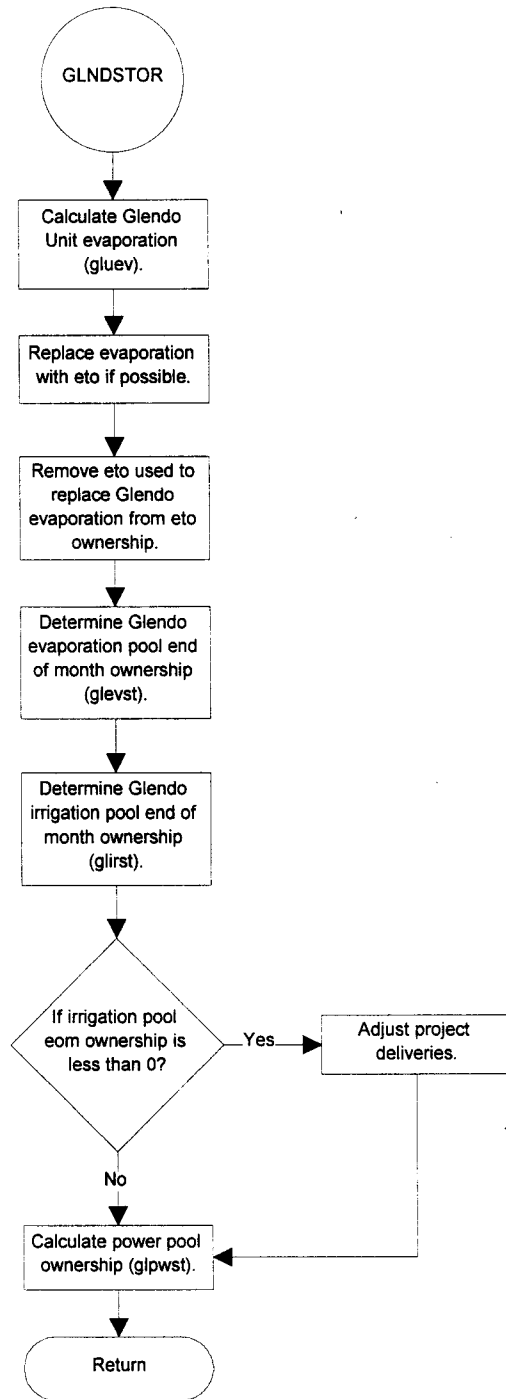 GLNDSTOR
Calculate Glendo
Unit evaporation
(gluev).
Replace evaporation
with eto if possible.
Remove eto used to
replace Glendo
evaporation from eto
ownership.
Determine Glendo
evaporation pool end
of month ownership
(glevst).
Determine Glendo
irrigation pool end of
month ownership
(glirst).
If irrigation pool
eom ownership is
less than 0?
Yes
Adjust project
deliveries.
No
Calculate power pool
ownership (glpwst).
Return